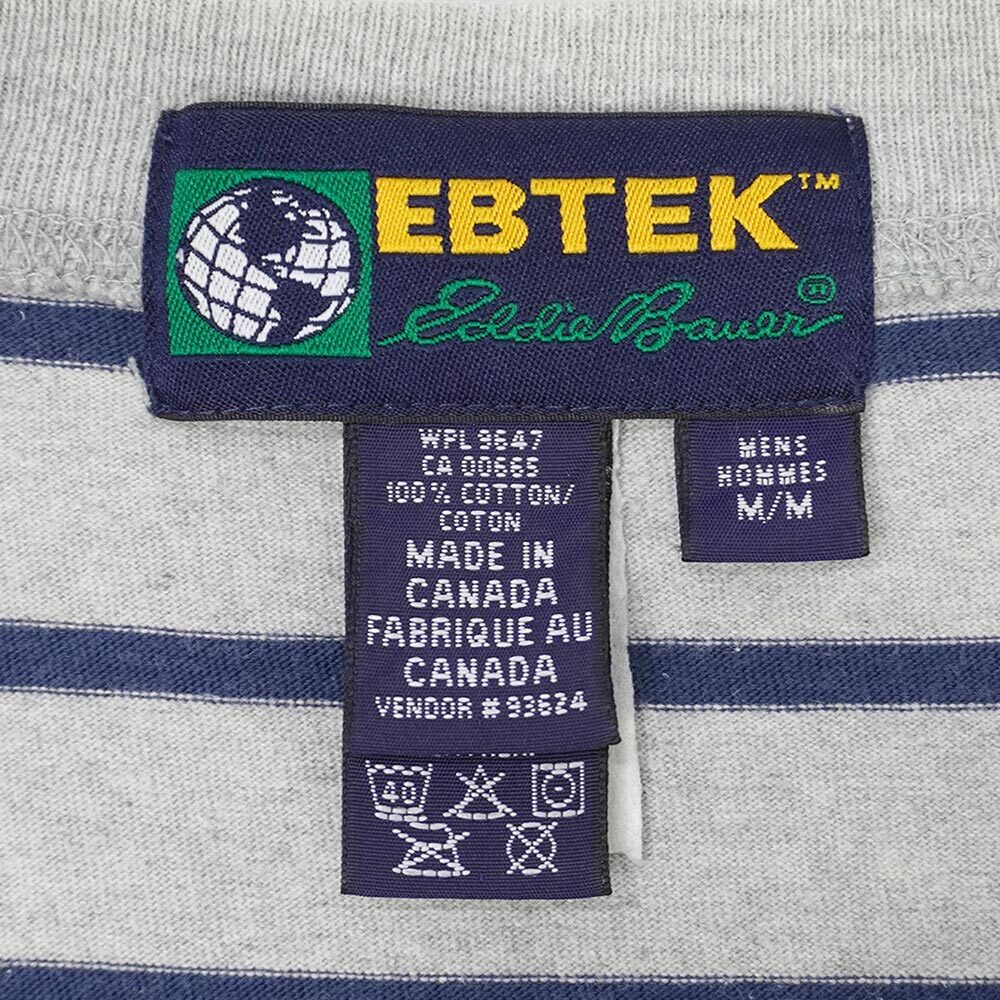 EBTEK™
Eddie Bauer®
WPL 9647
CA 00665
100% COTTON/
COTON
MADE IN
CANADA
FABRIQUE AU
CANADA
VENDOR # 93624
MENS
HOMMES
M/M
40